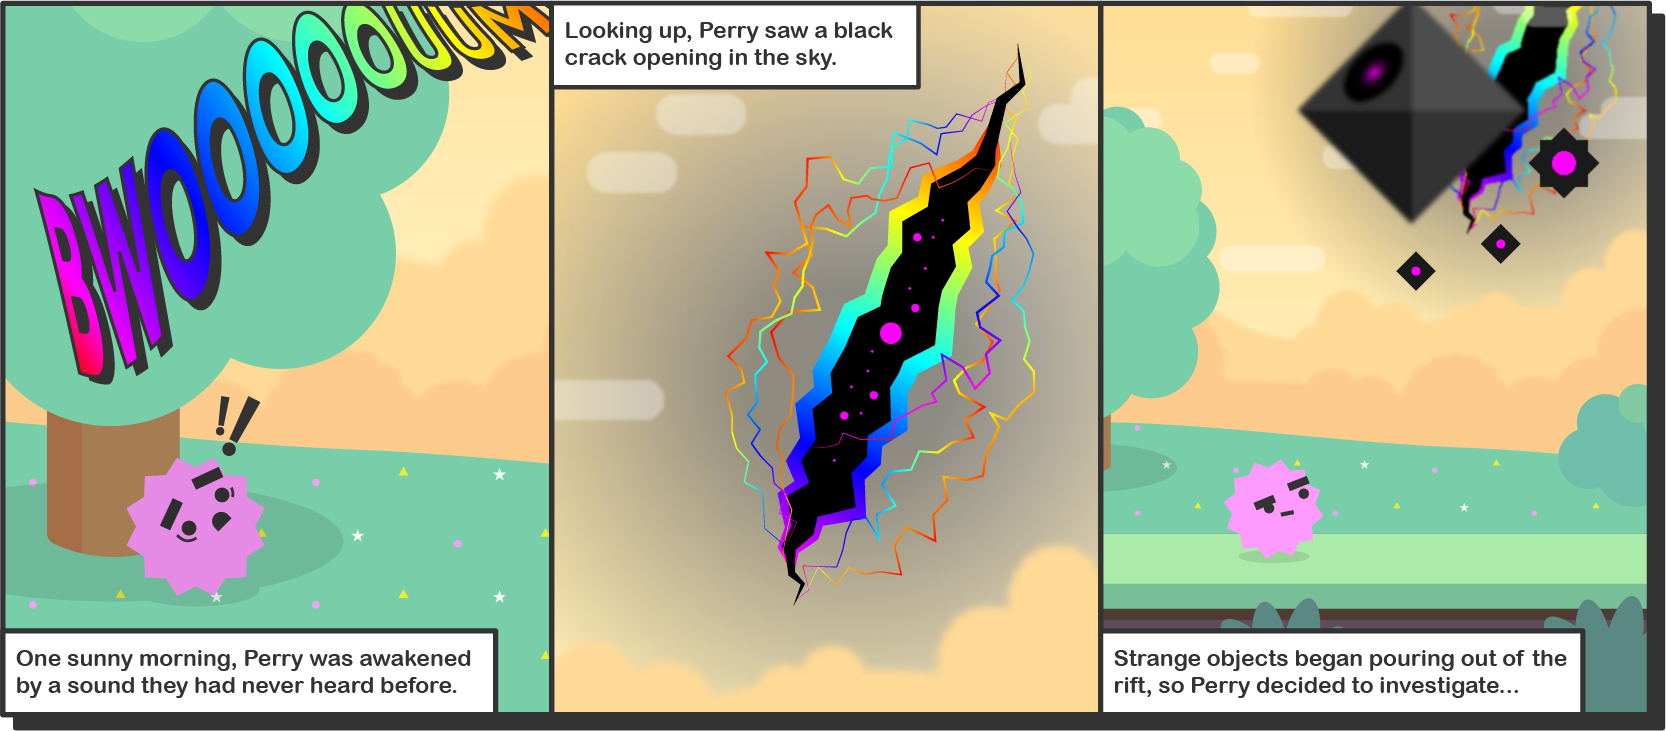 BWOOOOOUUM
One sunny morning, Perry was awakened
by a sound they had never heard before.
Looking up, Perry saw a black
crack opening in the sky.
Strange objects began pouring out of the
rift, so Perry decided to investigate...